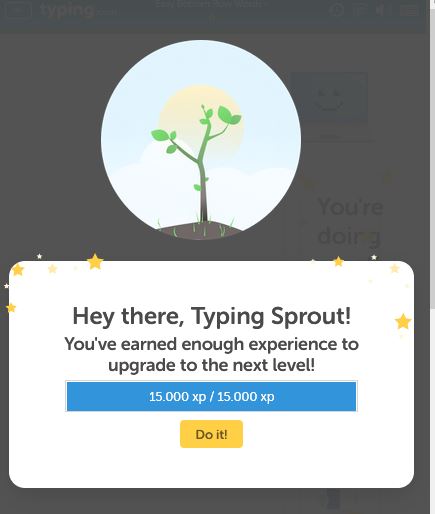 typing.com
Easy Bottom Row Words
You're
doing
Hey there, Typing Sprout!
You've earned enough experience to
upgrade to the next level!
15.000 xp / 15.000 xp
Do it!